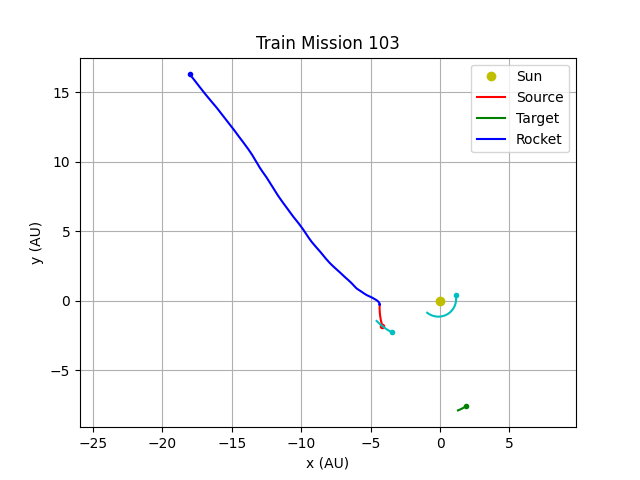 Train Mission 103
Sun
Source
Target
Rocket
y (AU)
15
10
5
0
−5
−25
−20
−15
−10
−5
0
5
x (AU)